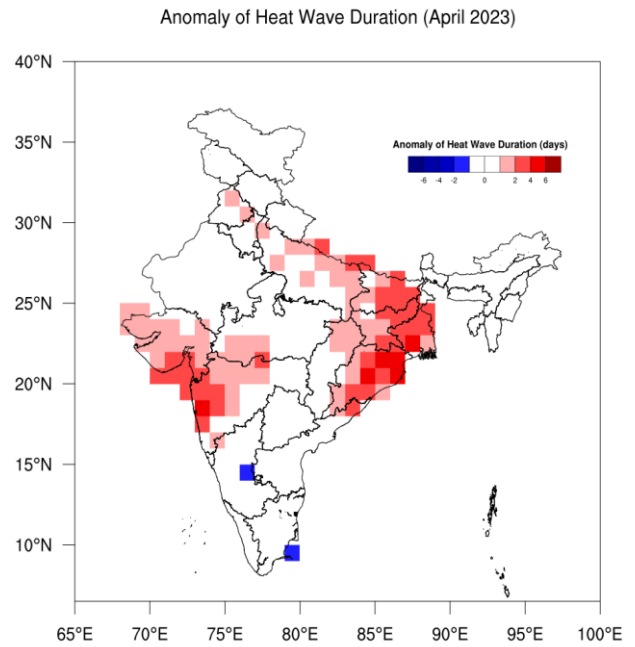 Anomaly of Heat Wave Duration (April 2023)
40°N
35°N
Anomaly of Heat Wave Duration (days)
-6 -4 -2 0 2 4 6
30°N
25°N
20°N
15°N
10°N
65°E 70°E 75°E 80°E 85°E 90°E 95°E 100°E